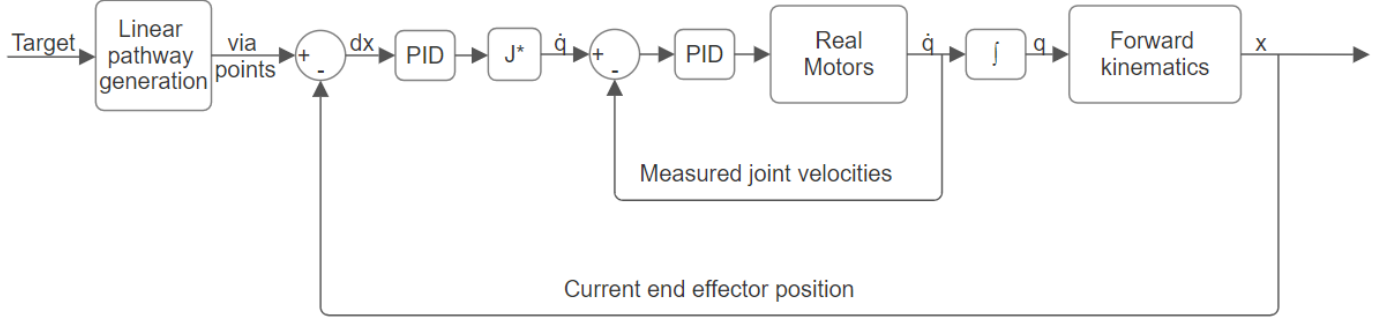 Target
Linear
pathway
generation
via
points
+
-
dx
PID
J*
q̇
+
-
PID
Real
Motors
q̇
∫
q
Forward
kinematics
x
Measured joint velocities
Current end effector position